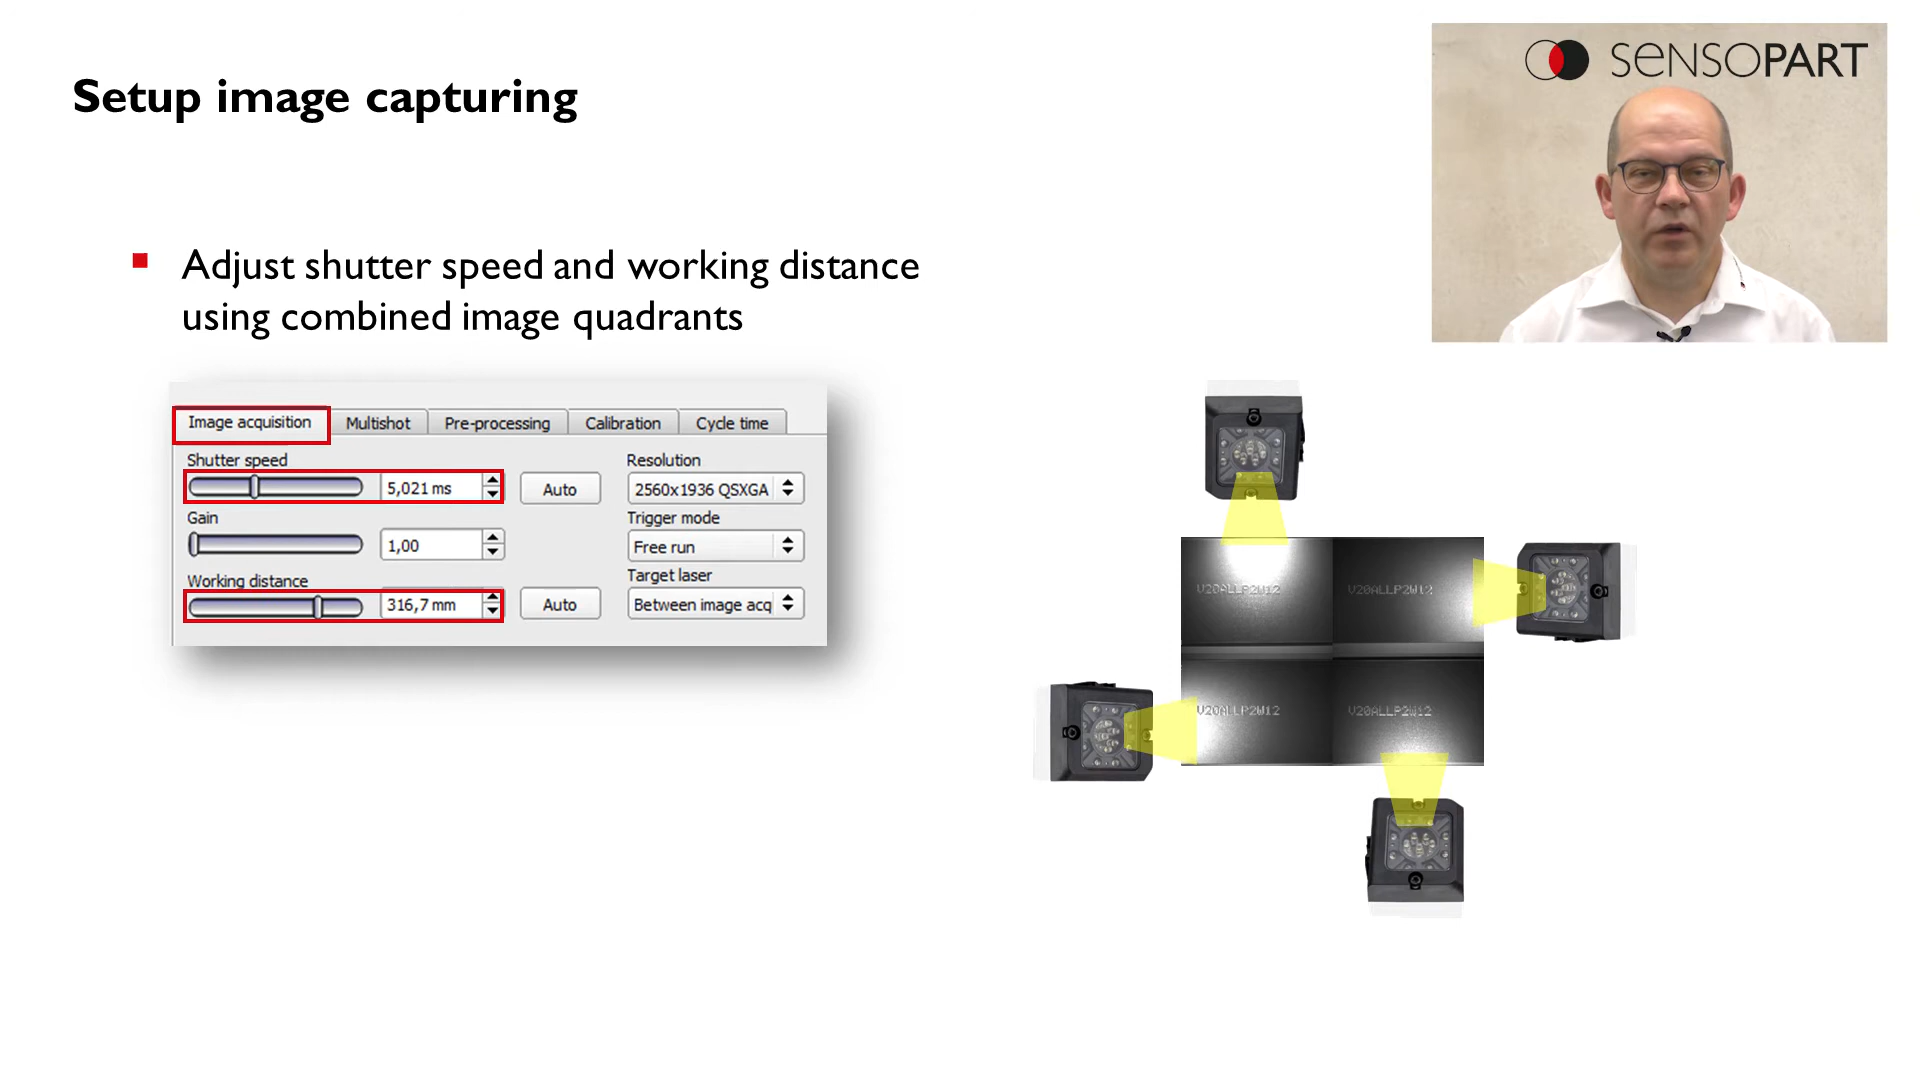 SENSOPART
Setup image capturing
Adjust shutter speed and working distance
using combined image quadrants
Image acquisition
Multishot
Pre-processing
Calibration
Cycle time
Shutter speed
5,021 ms
Auto
Resolution
2560x1936 QSXGA
Gain
1,00
Trigger mode
Free run
Working distance
316,7 mm
Auto
Target laser
Between image acq
V20ALLP2W12
V20ALLP2W12
V20ALLP2W12
V20ALLP2W12